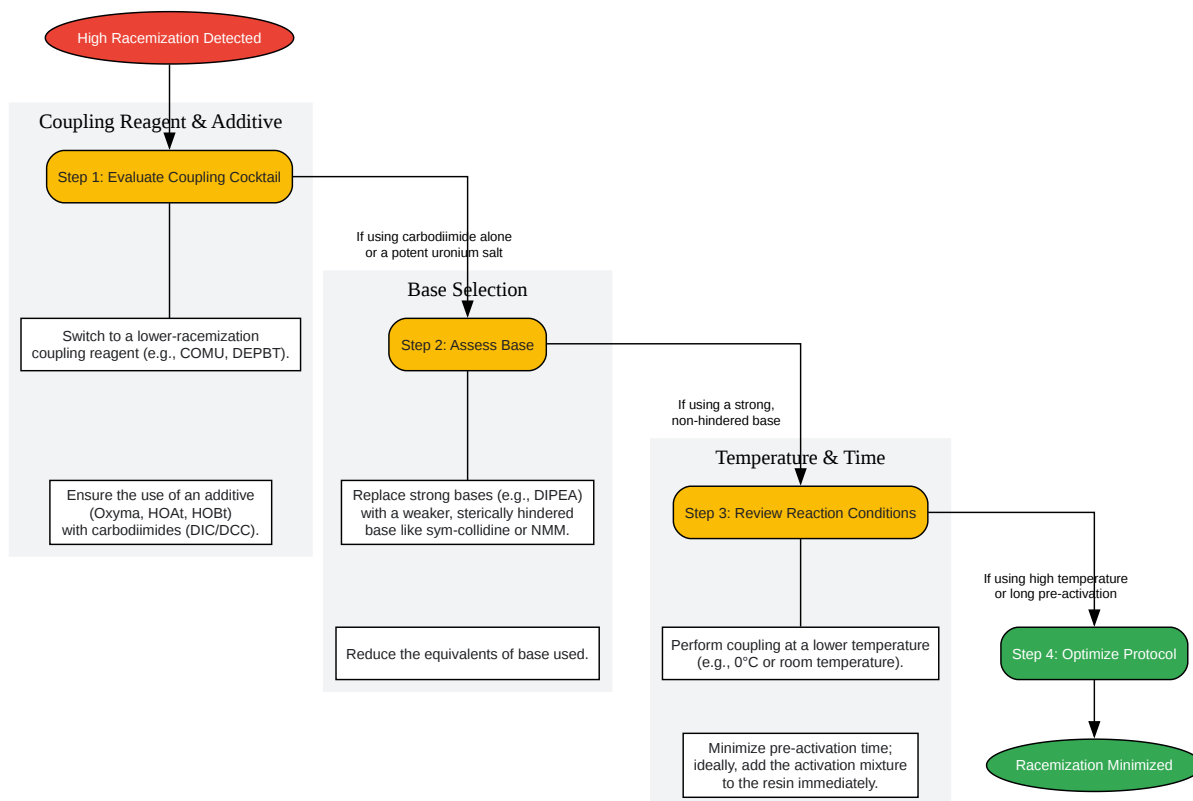 High Racemization Detected
Coupling Reagent & Additive
Step 1: Evaluate Coupling Cocktail
If using carbodiimide alone
or a potent uronium salt
Switch to a lower-racemization
coupling reagent (e.g., COMU, DEPBT).
Ensure the use of an additive
(Oxyma, HOAt, HOBt)
with carbodiimides (DIC/DCC).
Base Selection
Step 2: Assess Base
If using a strong,
non-hindered base
Replace strong bases (e.g., DIPEA)
with a weaker, sterically hindered
base like sym-collidine or NMM.
Reduce the equivalents of base used.
Temperature & Time
Step 3: Review Reaction Conditions
If using high temperature
or long pre-activation
Perform coupling at a lower temperature
(e.g., 0°C or room temperature).
Minimize pre-activation time;
ideally, add the activation mixture
to the resin immediately.
Step 4: Optimize Protocol
Racemization Minimized